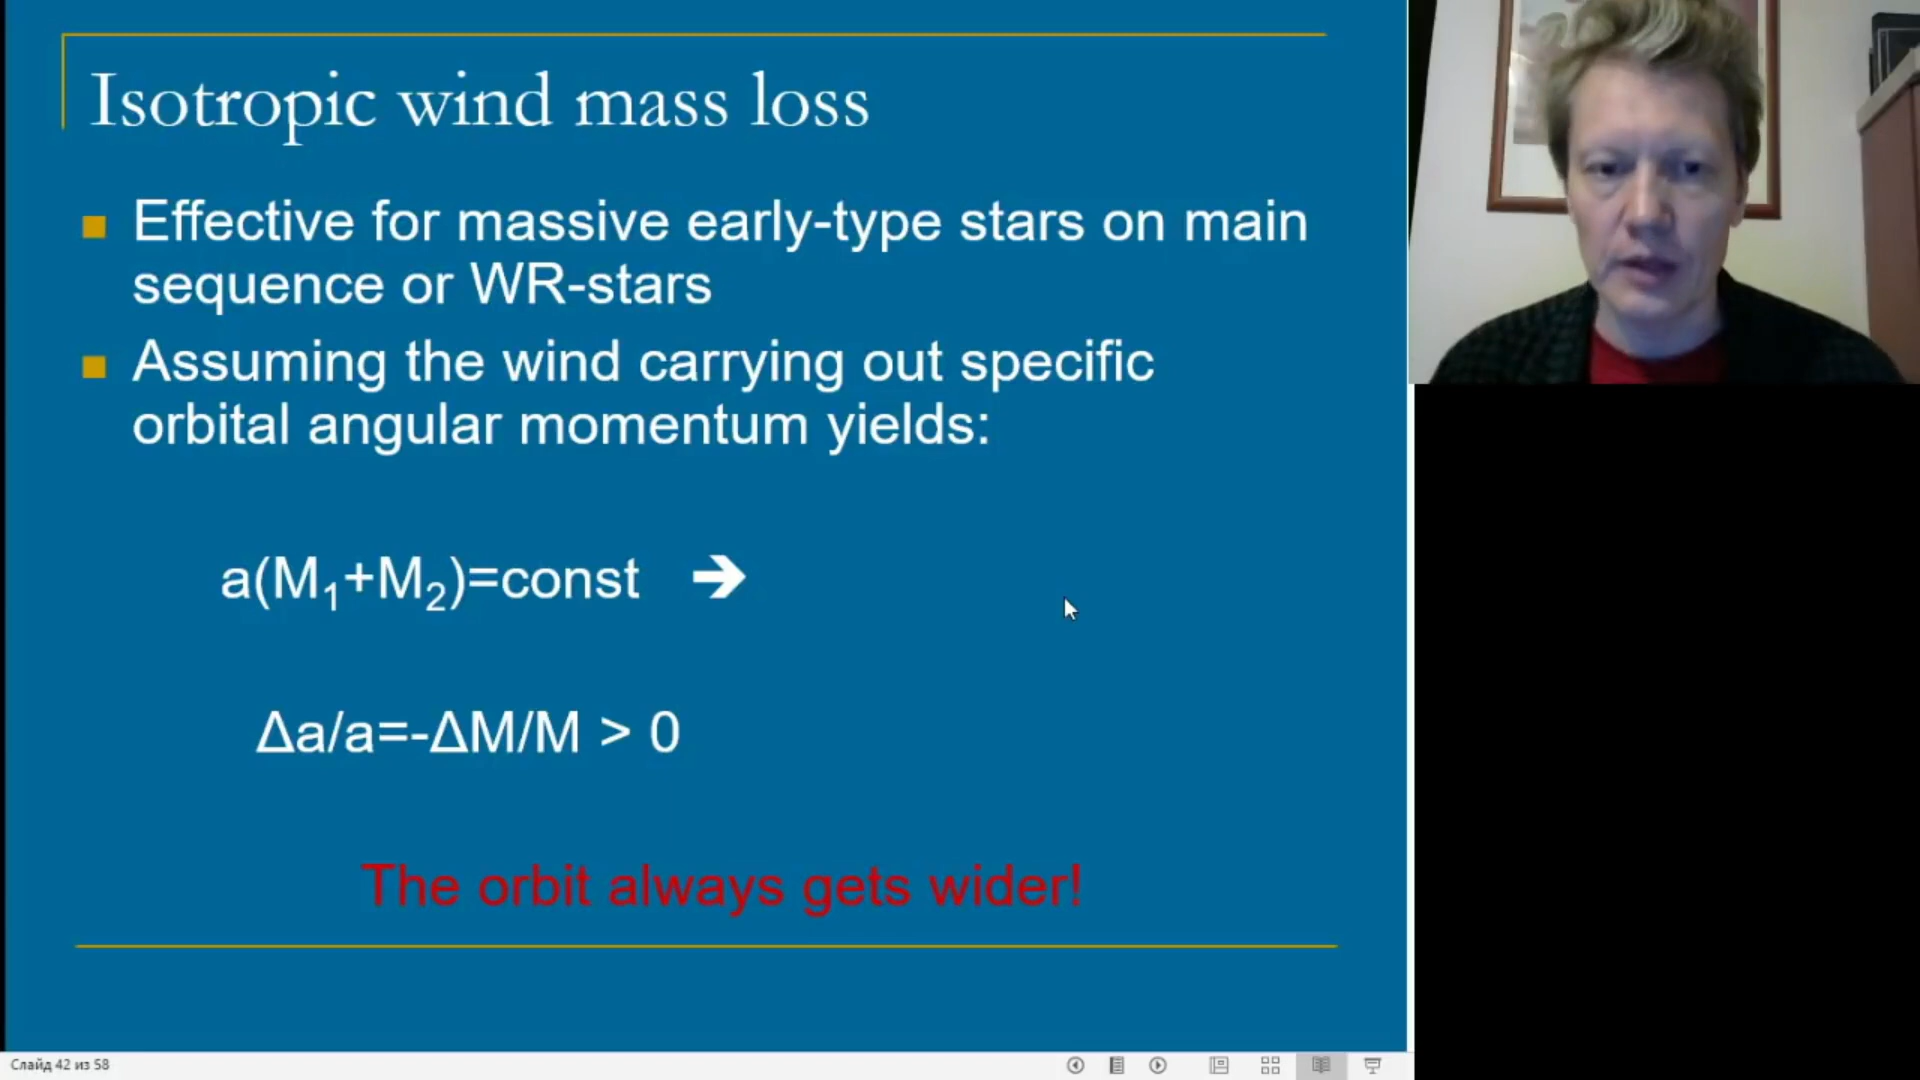 Isotropic wind mass loss
Effective for massive early-type stars on main
sequence or WR-stars
Assuming the wind carrying out specific
orbital angular momentum yields:
a(M₁+M₂)=const ➔
Δa/a=-ΔM/M > 0
The orbit always gets wider!
Слайд 42 из 58